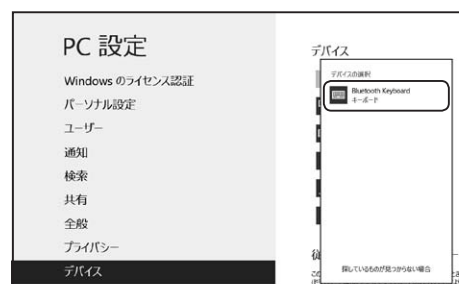 PC 設定
Windows のライセンス認証
パーソナル設定
ユーザー
通知
検索
共有
全般
プライバシー
デバイス
デバイス
デバイスの選択
Bluetooth Keyboard
キーボード
探しているものが見つからない場合
従